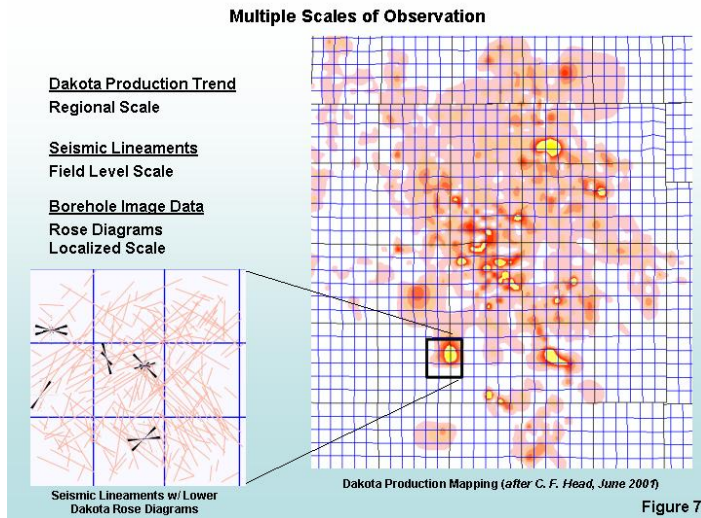 Multiple Scales of Observation
Dakota Production Trend
Regional Scale
Seismic Lineaments
Field Level Scale
Borehole Image Data
Rose Diagrams
Localized Scale
Seismic Lineaments w/ Lower
Dakota Rose Diagrams
Dakota Production Mapping (after C. F. Head, June 2001)
Figure 7